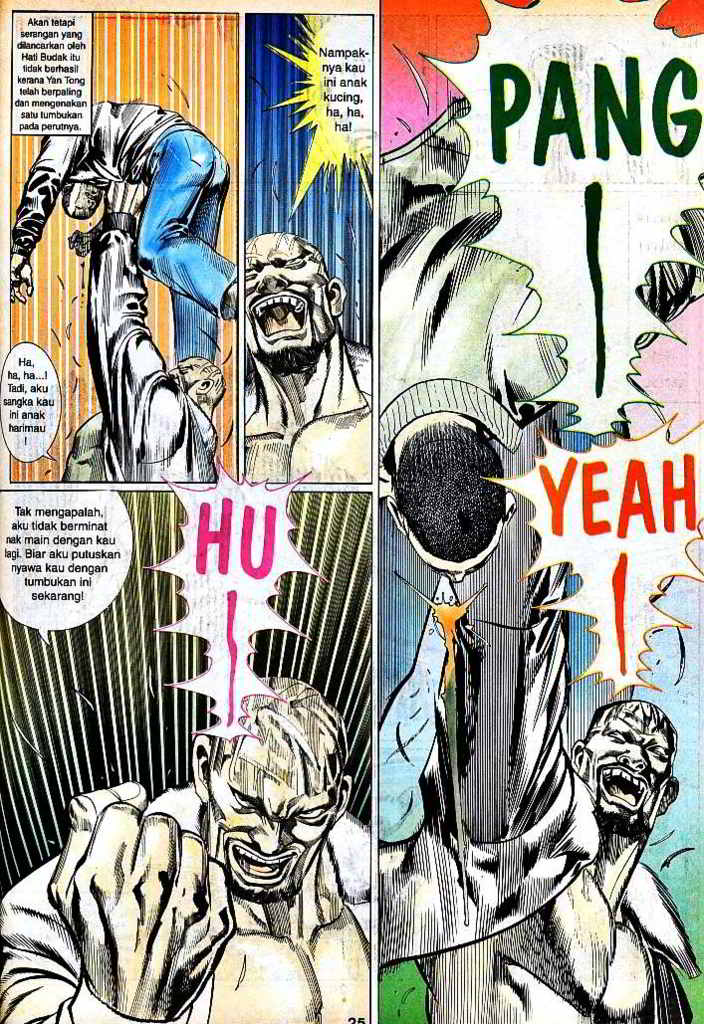 Akan tetapi
serangan yang
dilancarkan oleh
Hati Budak itu
tidak berhasil
kerana Yan Tong
telah berpaling
dan mengenakan
satu tumbukan
pada perutnya.
Ha,
ha, ha...!
Tadi, aku
sangka kau
ini anak
harimau
!
Nampak-
nya kau
ini anak
kucing,
ha, ha,
ha!
Tak mengapalah,
aku tidak berminat
nak main dengan kau
lagi. Biar aku putuskan
nyawa kau dengan
tumbukan ini
sekarang!
HU
!
PANG
!
YEAH
!
25